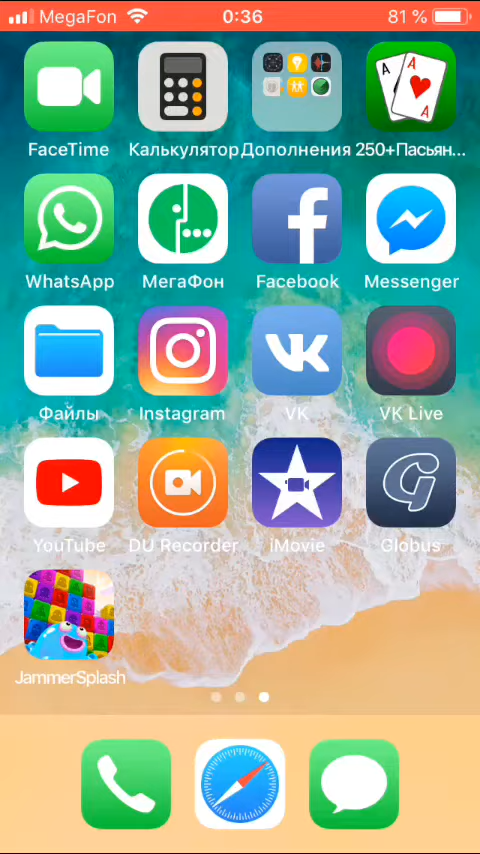 MegaFon 0:36 81 %
FaceTime Калькулятор Дополнения 250+Пасьян...
WhatsApp МегаФон Facebook Messenger
Файлы Instagram VK VK Live
YouTube DU Recorder iMovie Globus
JammerSplash